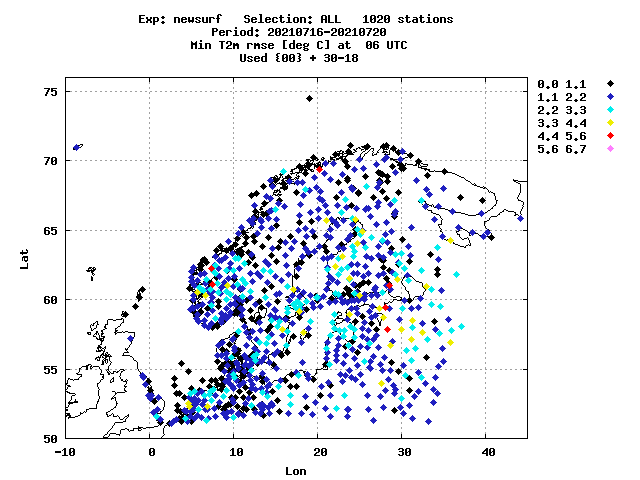 Exp: newsurf   Selection: ALL   1020 stations
Period: 20210716-20210720
Min T2m rmse [deg C] at  06 UTC
Used {00} + 30-18
0.0 1.1
1.1 2.2
2.2 3.3
3.3 4.4
4.4 5.6
5.6 6.7
75
70
65
60
55
50
Lat
-10 0 10 20 30 40
Lon